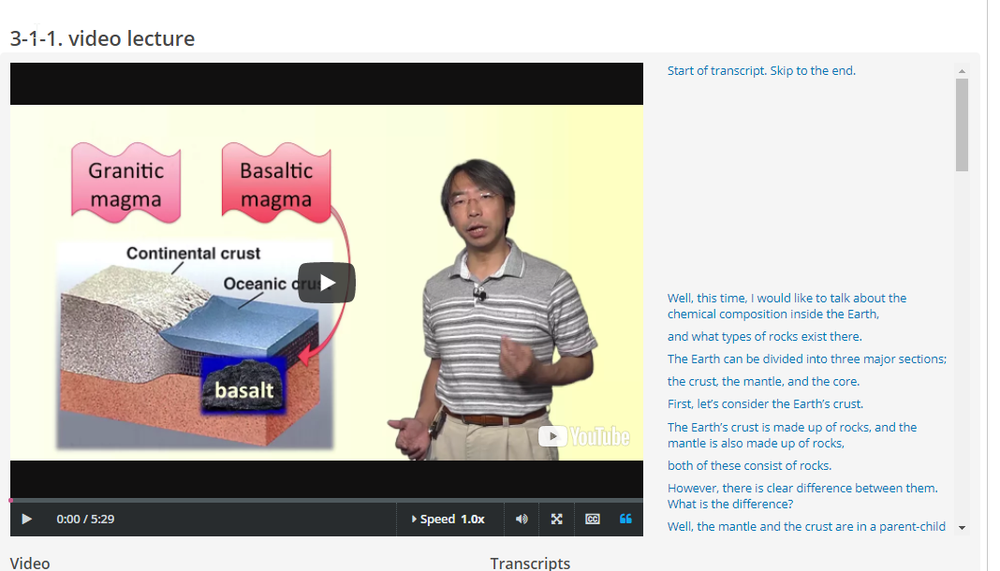 3-1-1. video lecture
Granitic
magma
Basaltic
magma
Continental crust
Oceanic
basalt
YouTube
0:00 / 5:29
Speed 1.0x
CC
Start of transcript. Skip to the end.
Well, this time, I would like to talk about the
chemical composition inside the Earth,
and what types of rocks exist there.
The Earth can be divided into three major sections;
the crust, the mantle, and the core.
First, let's consider the Earth's crust.
The Earth's crust is made up of rocks, and the
mantle is also made up of rocks,
both of these consist of rocks.
However, there is clear difference between them.
What is the difference?
Well, the mantle and the crust are in a parent-child
Video
Transcripts